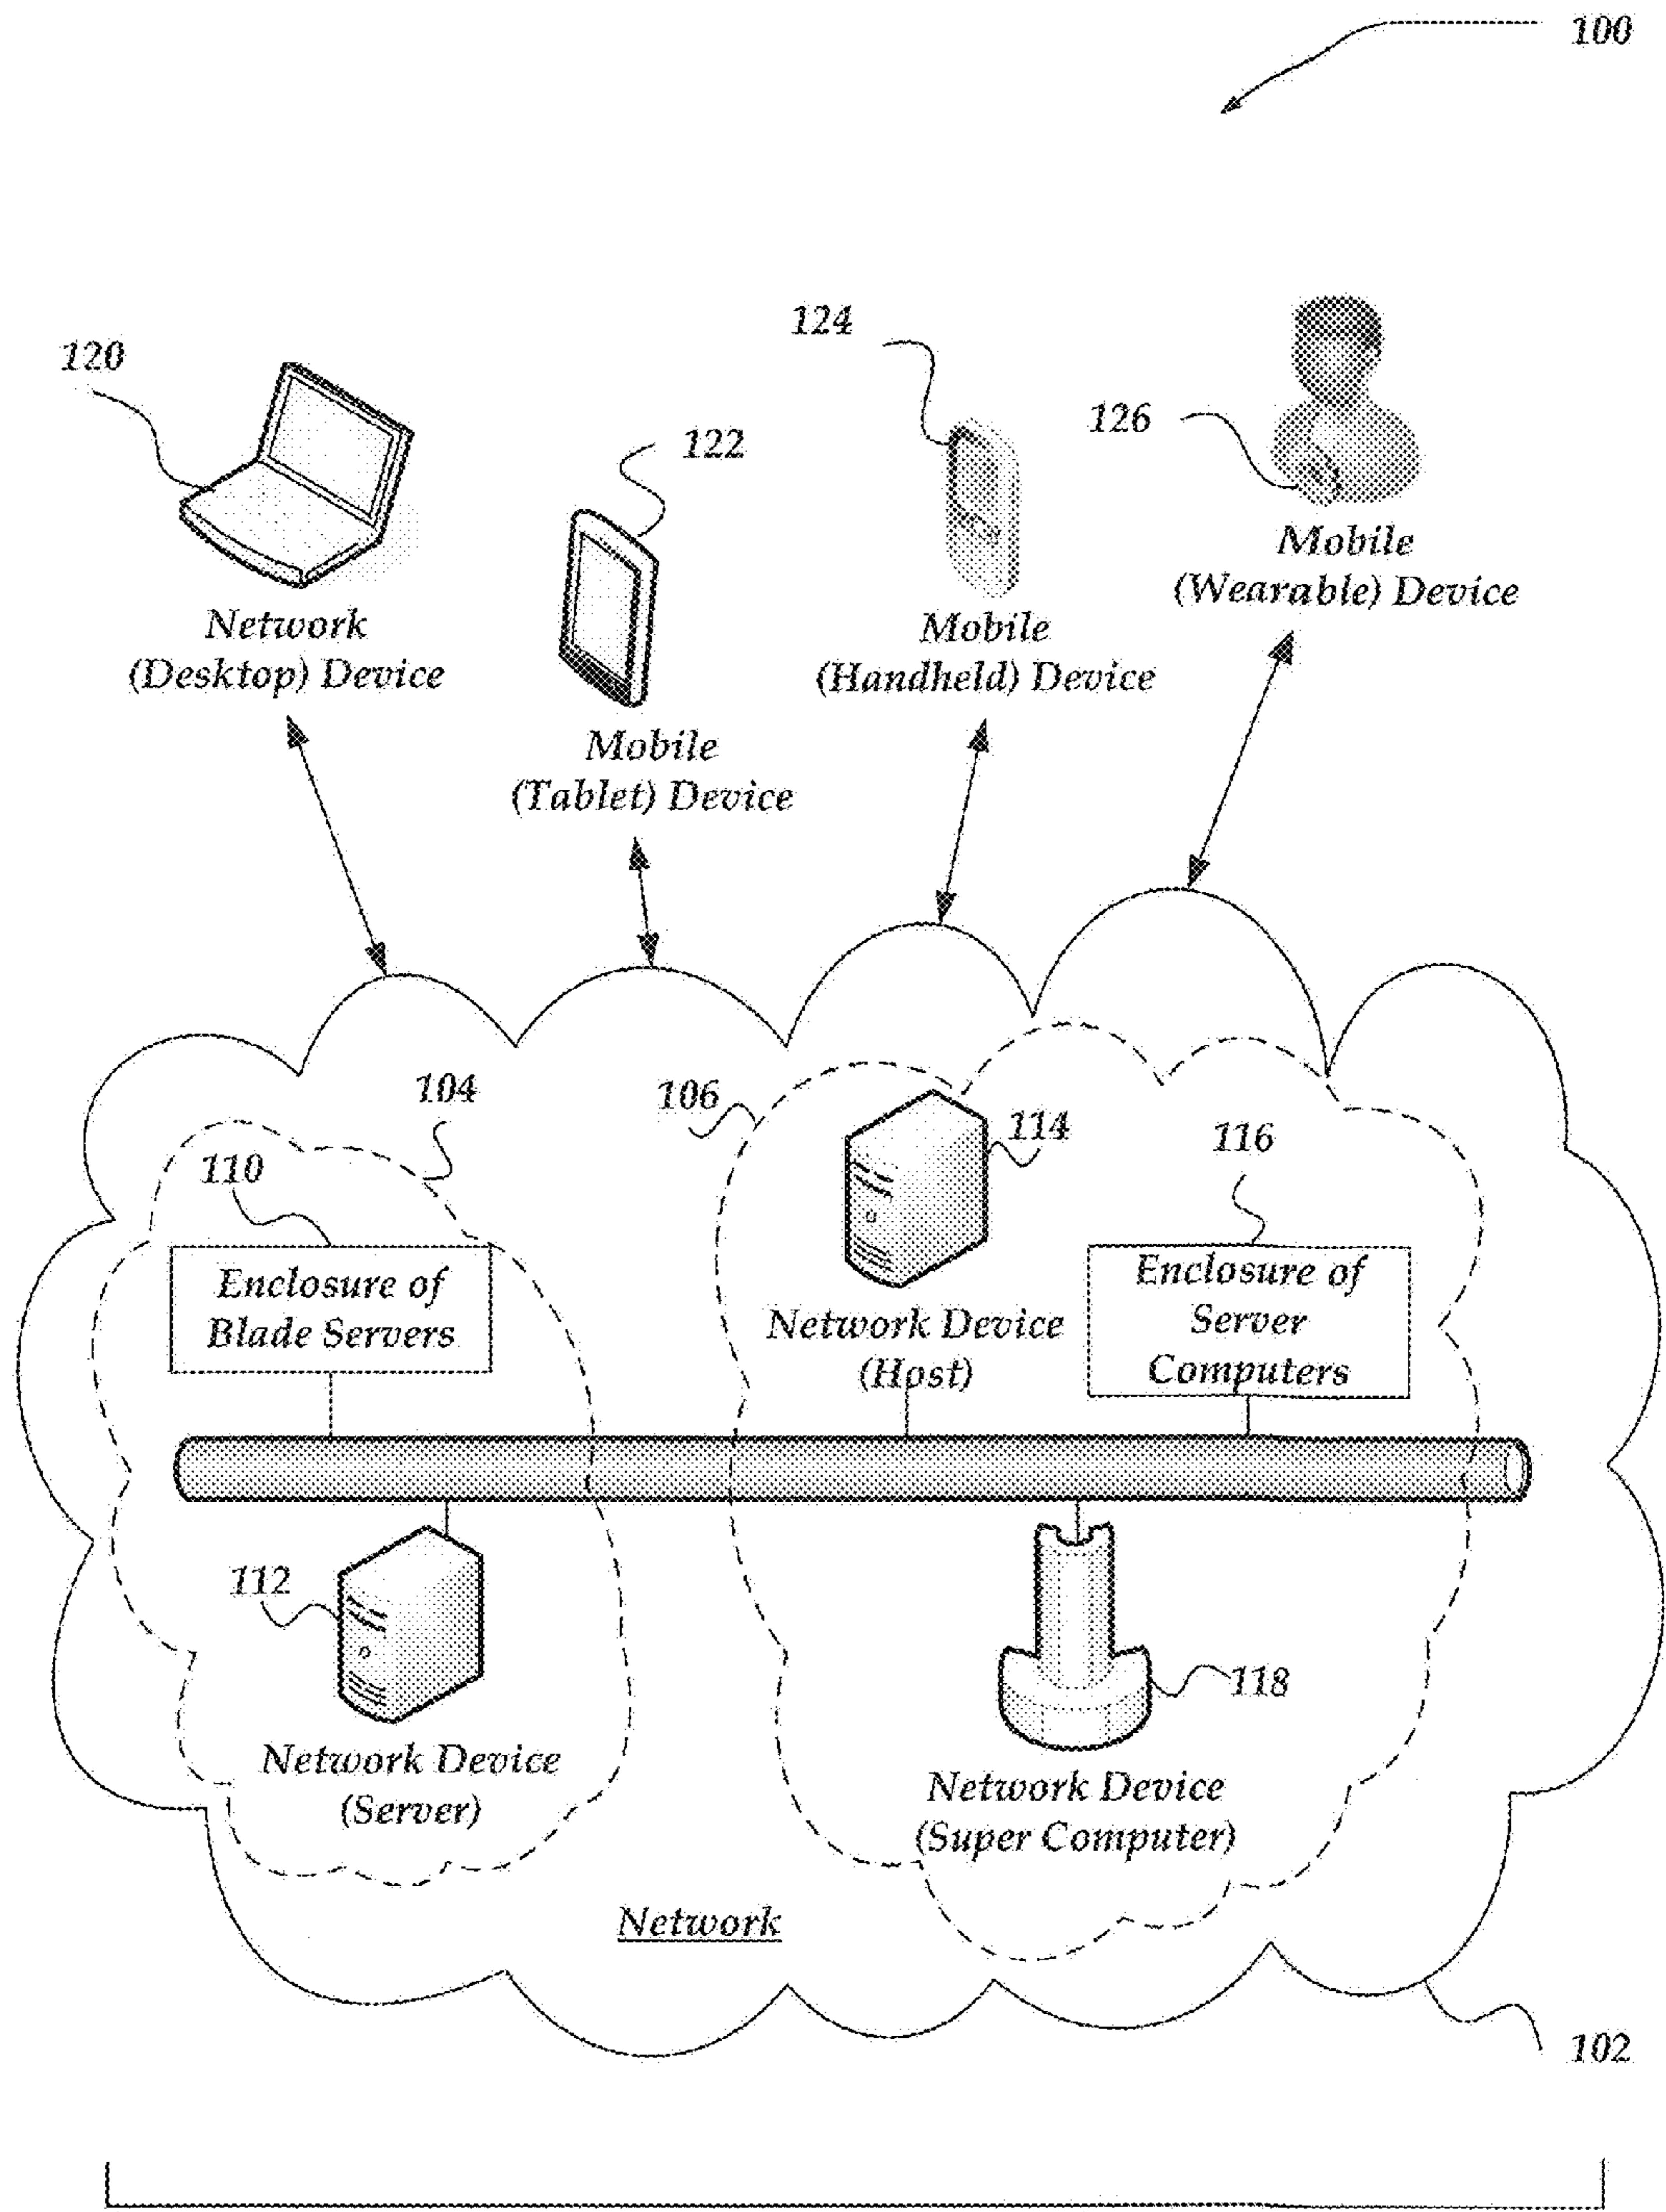 100
124
120
126
122
Mobile
(Wearable) Device
Network
(Desktop) Device
Mobile
(Handheld) Device
Mobile
(Tablet) Device
104
106
114
116
110
Enclosure of
Blade Servers
Network Device
(Host)
Enclosure of
Server
Computers
112
118
Network Device
(Server)
Network Device
(Super Computer)
Network
102